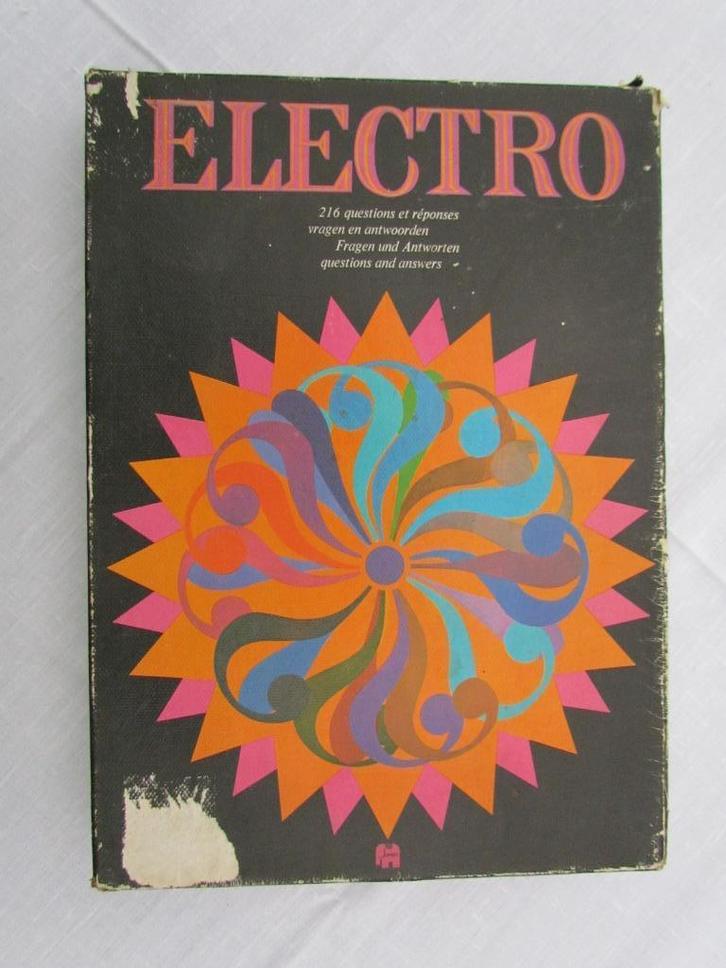 ELECTRO
216 questions et réponses
vragen en antwoorden
Fragen und Antworten
questions and answers